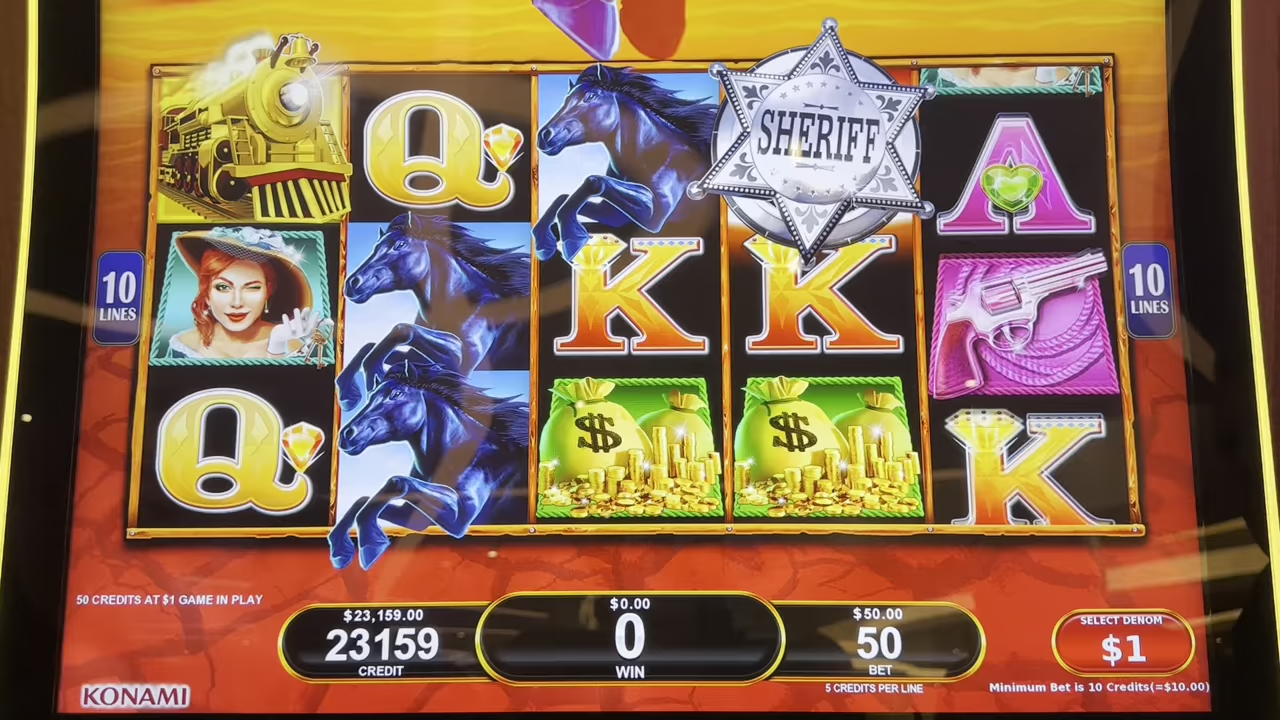 SHERIFF
Q
A
10
LINES
K
K
10
LINES
Q
$
$
K
50 CREDITS AT $1 GAME IN PLAY
$23,159.00
23159
CREDIT
$0.00
0
WIN
$50.00
50
BET
5 CREDITS PER LINE
SELECT DENOM
$1
Minimum Bet is 10 Credits(=$10.00)
KONAMI